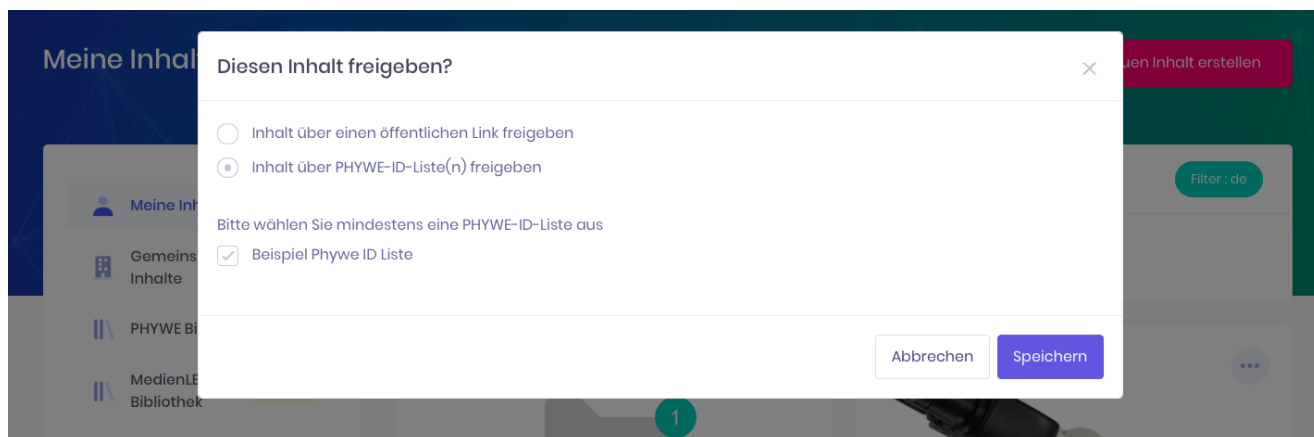 Meine Inhal
Diesen Inhalt freigeben?
uen Inhalt erstellen
Inhalt über einen öffentlichen Link freigeben
Inhalt über PHYWE-ID-Liste(n) freigeben
Filter : de
Meine Inh
Bitte wählen Sie mindestens eine PHYWE-ID-Liste aus
Beispiel Phywe ID Liste
Gemeins
Inhalte
PHYWE Bi
Abbrechen
Speichern
MedienLE
Bibliothek
1